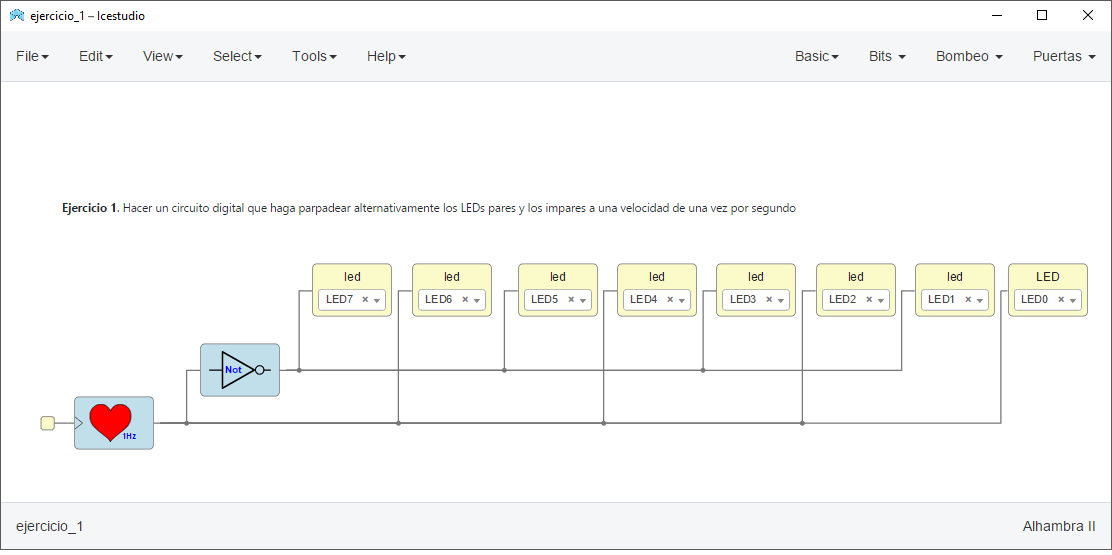 ejercicio_1 – Icestudio
File Edit View Select Tools Help Basic Bits Bombeo Puertas
Ejercicio 1. Hacer un circuito digital que haga parpadear alternativamente los LEDs pares y los impares a una velocidad de una vez por segundo
led led led led led led led LED
LED7 × LED6 × LED5 × LED4 × LED3 × LED2 × LED1 × LED0 ×
Not
1Hz
ejercicio_1 Alhambra II